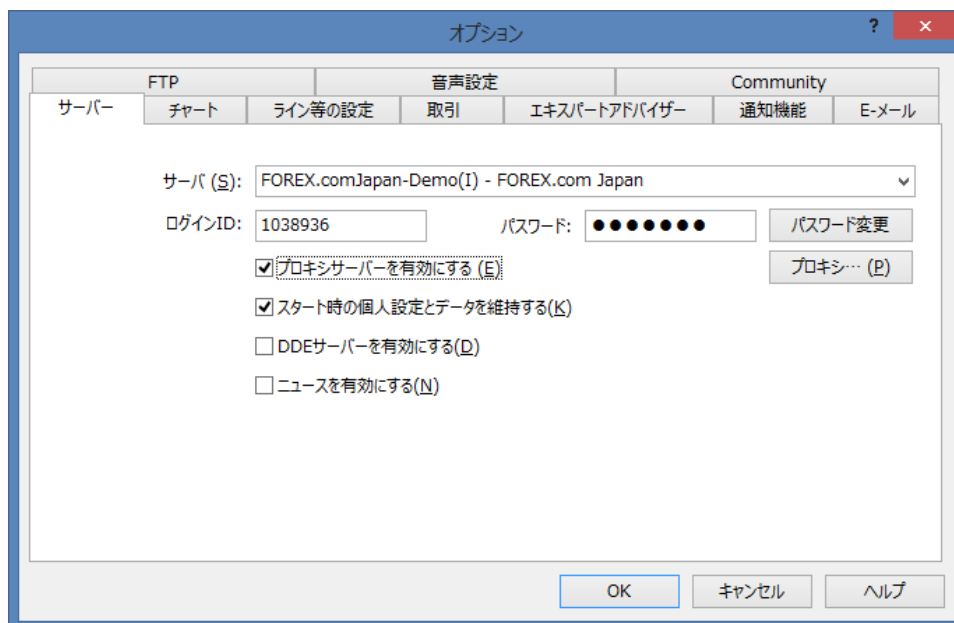 オプション
?
×
FTP 音声設定 Community
サーバー チャート ライン等の設定 取引 エキスパートアドバイザー 通知機能 E-メール
サーバ (S): FOREX.comJapan-Demo(I) - FOREX.com Japan
ログインID: 1038936 パスワード: ●●●●●●● パスワード変更
プロキシサーバーを有効にする (E) プロキシ… (P)
スタート時の個人設定とデータを維持する(K)
DDEサーバーを有効にする(D)
ニュースを有効にする(N)
OK キャンセル ヘルプ